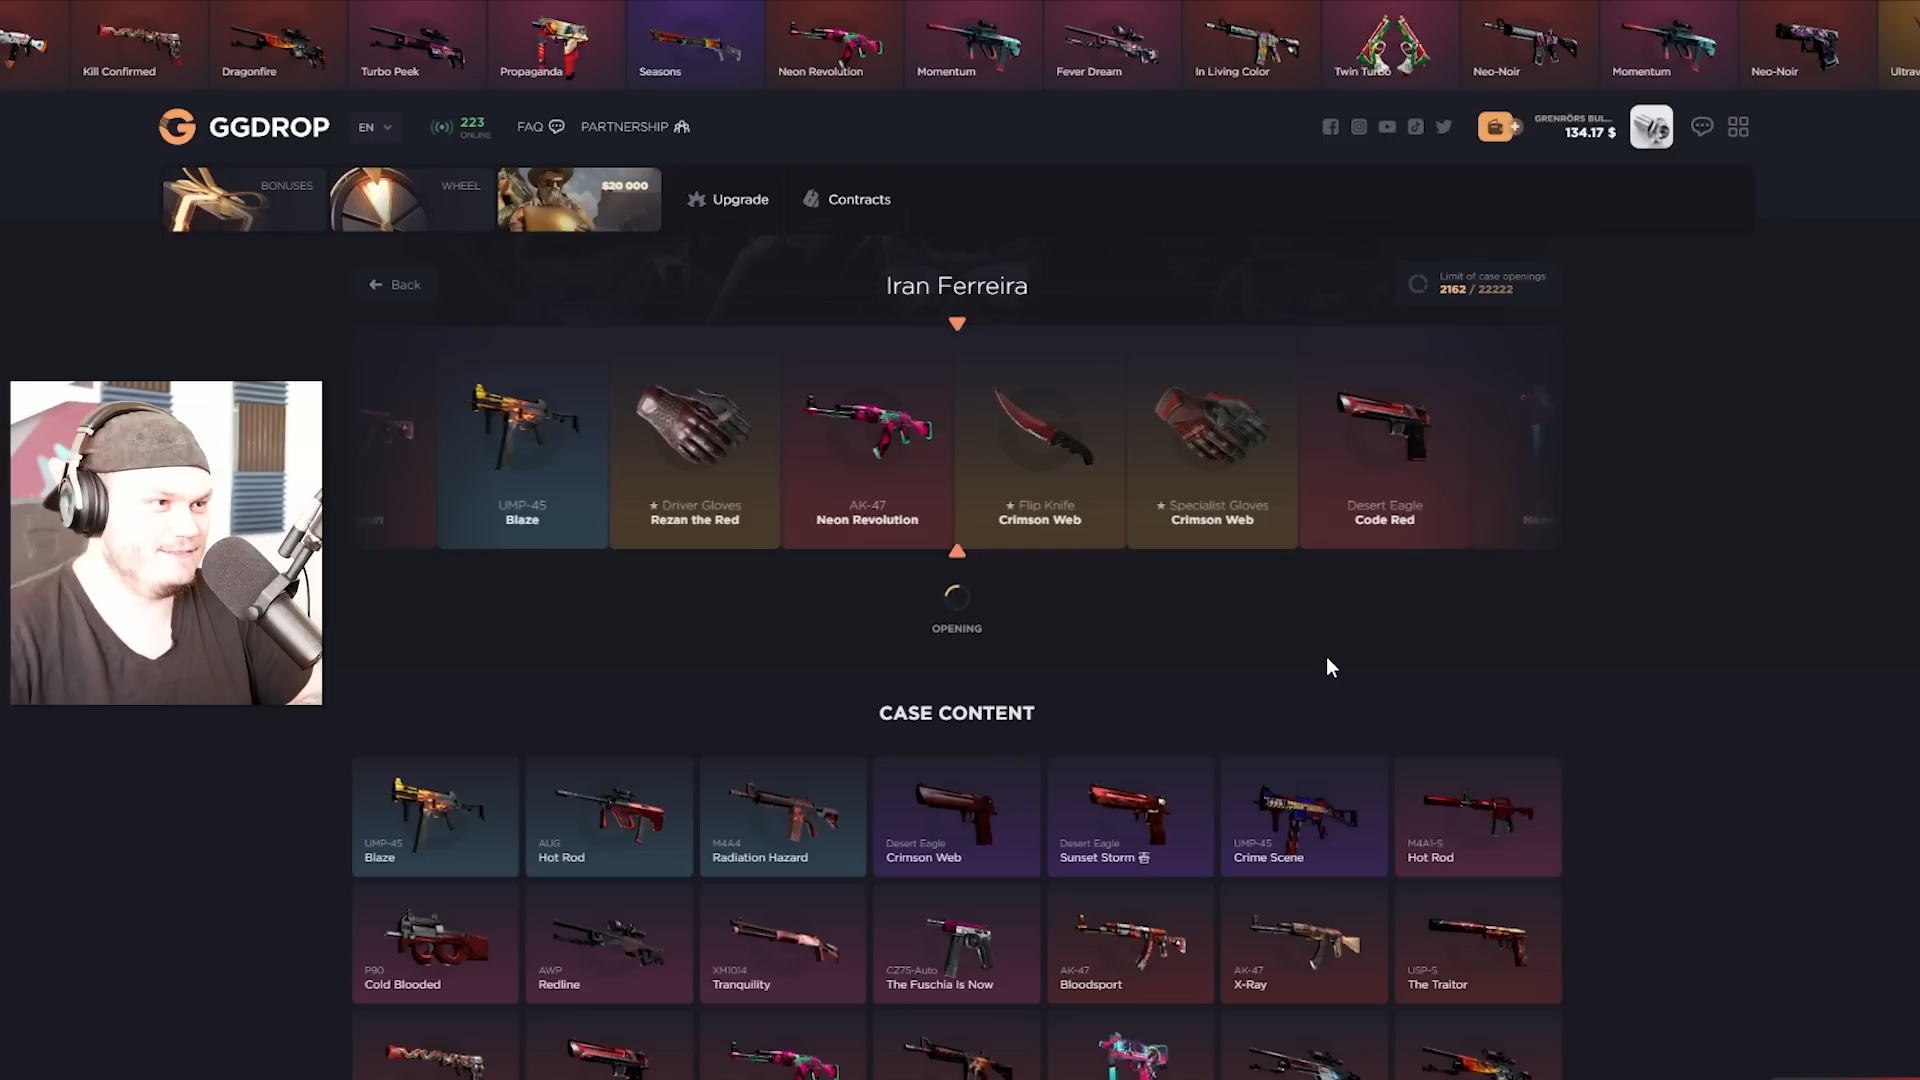 Kill Confirmed
Dragonfire
Turbo Peek
Propaganda
Seasons
Neon Revolution
Momentum
Fever Dream
In Living Color
Twin Turbo
Neo-Noir
Momentum
Neo-Noir
GGDROP
EN
223
ONLINE
FAQ
PARTNERSHIP
GRENRÖRS BUL...
134.17 $
BONUSES
WHEEL
$20 000
Upgrade
Contracts
Back
Iran Ferreira
Limit of case openings
2162 / 22222
UMP-45
Blaze
★ Driver Gloves
Rezan the Red
AK-47
Neon Revolution
★ Flip Knife
Crimson Web
★ Specialist Gloves
Crimson Web
Desert Eagle
Code Red
OPENING
CASE CONTENT
UMP-45
Blaze
AUG
Hot Rod
M4A4
Radiation Hazard
Desert Eagle
Crimson Web
Desert Eagle
Sunset Storm 壱
UMP-45
Crime Scene
M4A1-S
Hot Rod
P90
Cold Blooded
AWP
Redline
XM1014
Tranquility
CZ75-Auto
The Fuschia Is Now
AK-47
Bloodsport
AK-47
X-Ray
USP-S
The Traitor